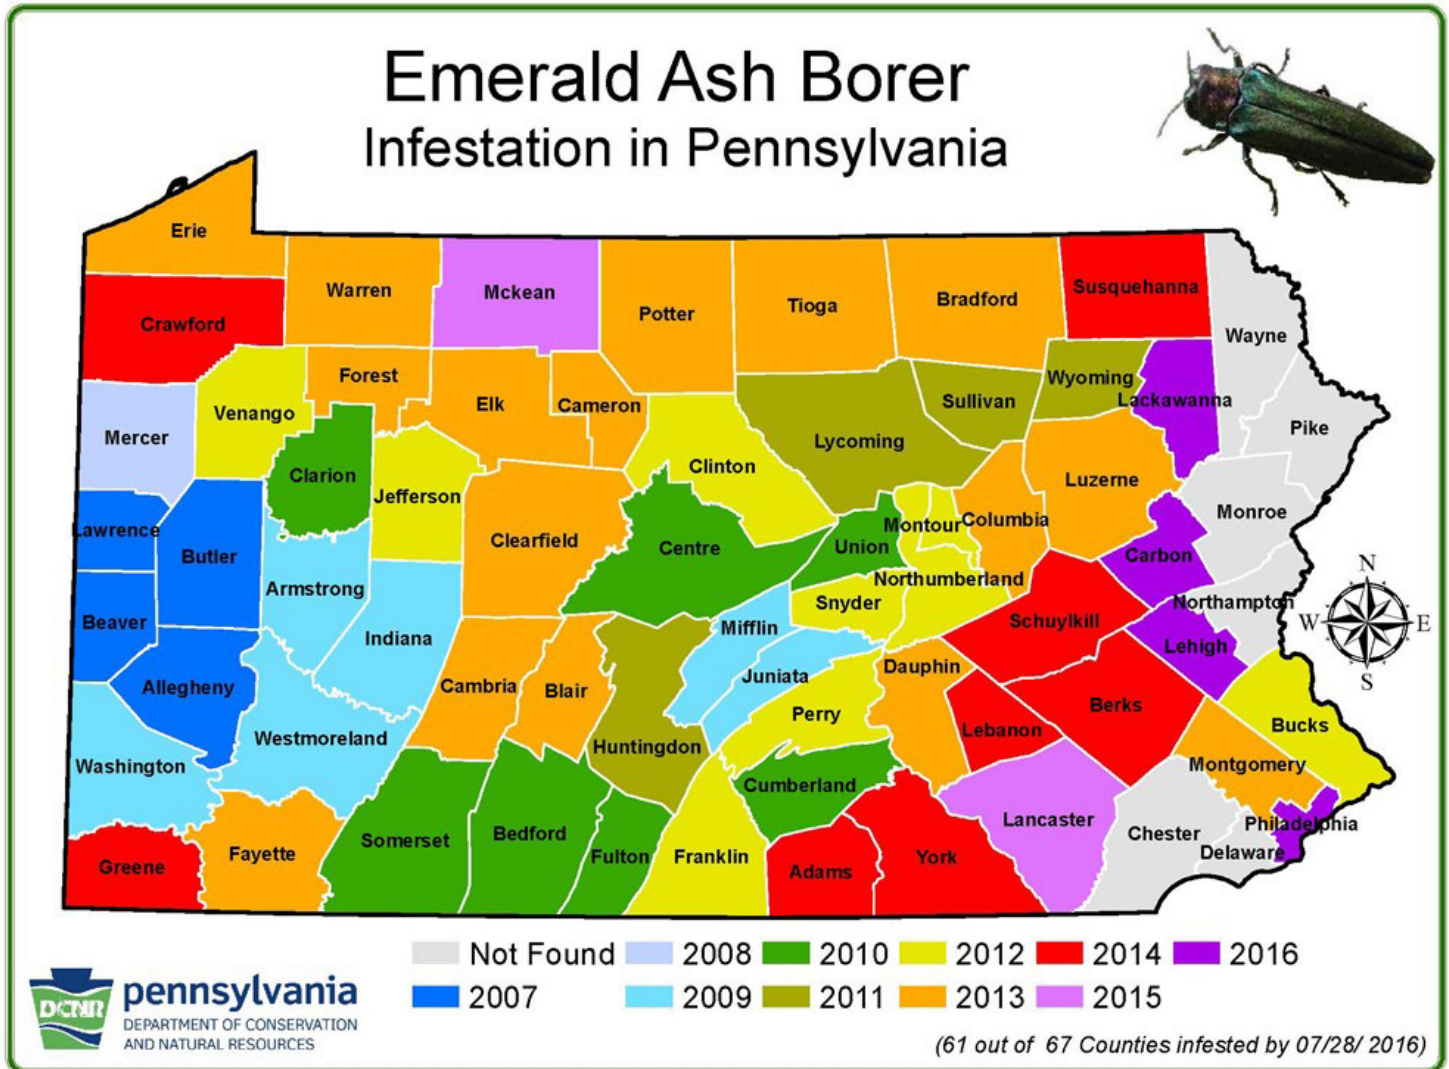 Emerald Ash Borer
Infestation in Pennsylvania
Erie
Warren
Mckean
Potter
Tioga
Bradford
Susquehanna
Wayne
Crawford
Forest
Elk
Cameron
Wyoming
Lackawanna
Sullivan
Pike
Venango
Mercer
Lycoming
Clinton
Clarion
Jefferson
Luzerne
Monroe
Lawrence
Butler
Clearfield
Centre
Union
Montour
Columbia
Carbon
Armstrong
Northumberland
Snyder
Northampton
Beaver
Indiana
Mifflin
Schuylkill
Lehigh
N
W
E
S
Allegheny
Cambria
Blair
Juniata
Dauphin
Berks
Perry
Bucks
Lebanon
Westmoreland
Huntingdon
Washington
Montgomery
Cumberland
Lancaster
Philadelphia
Somerset
Bedford
Chester
Delaware
Fulton
Franklin
York
Adams
Fayette
Greene
Not Found
2008
2010
2012
2014
2016
2007
2009
2011
2013
2015
DCNR
pennsylvania
DEPARTMENT OF CONSERVATION
AND NATURAL RESOURCES
(61 out of 67 Counties infested by 07/28/ 2016)